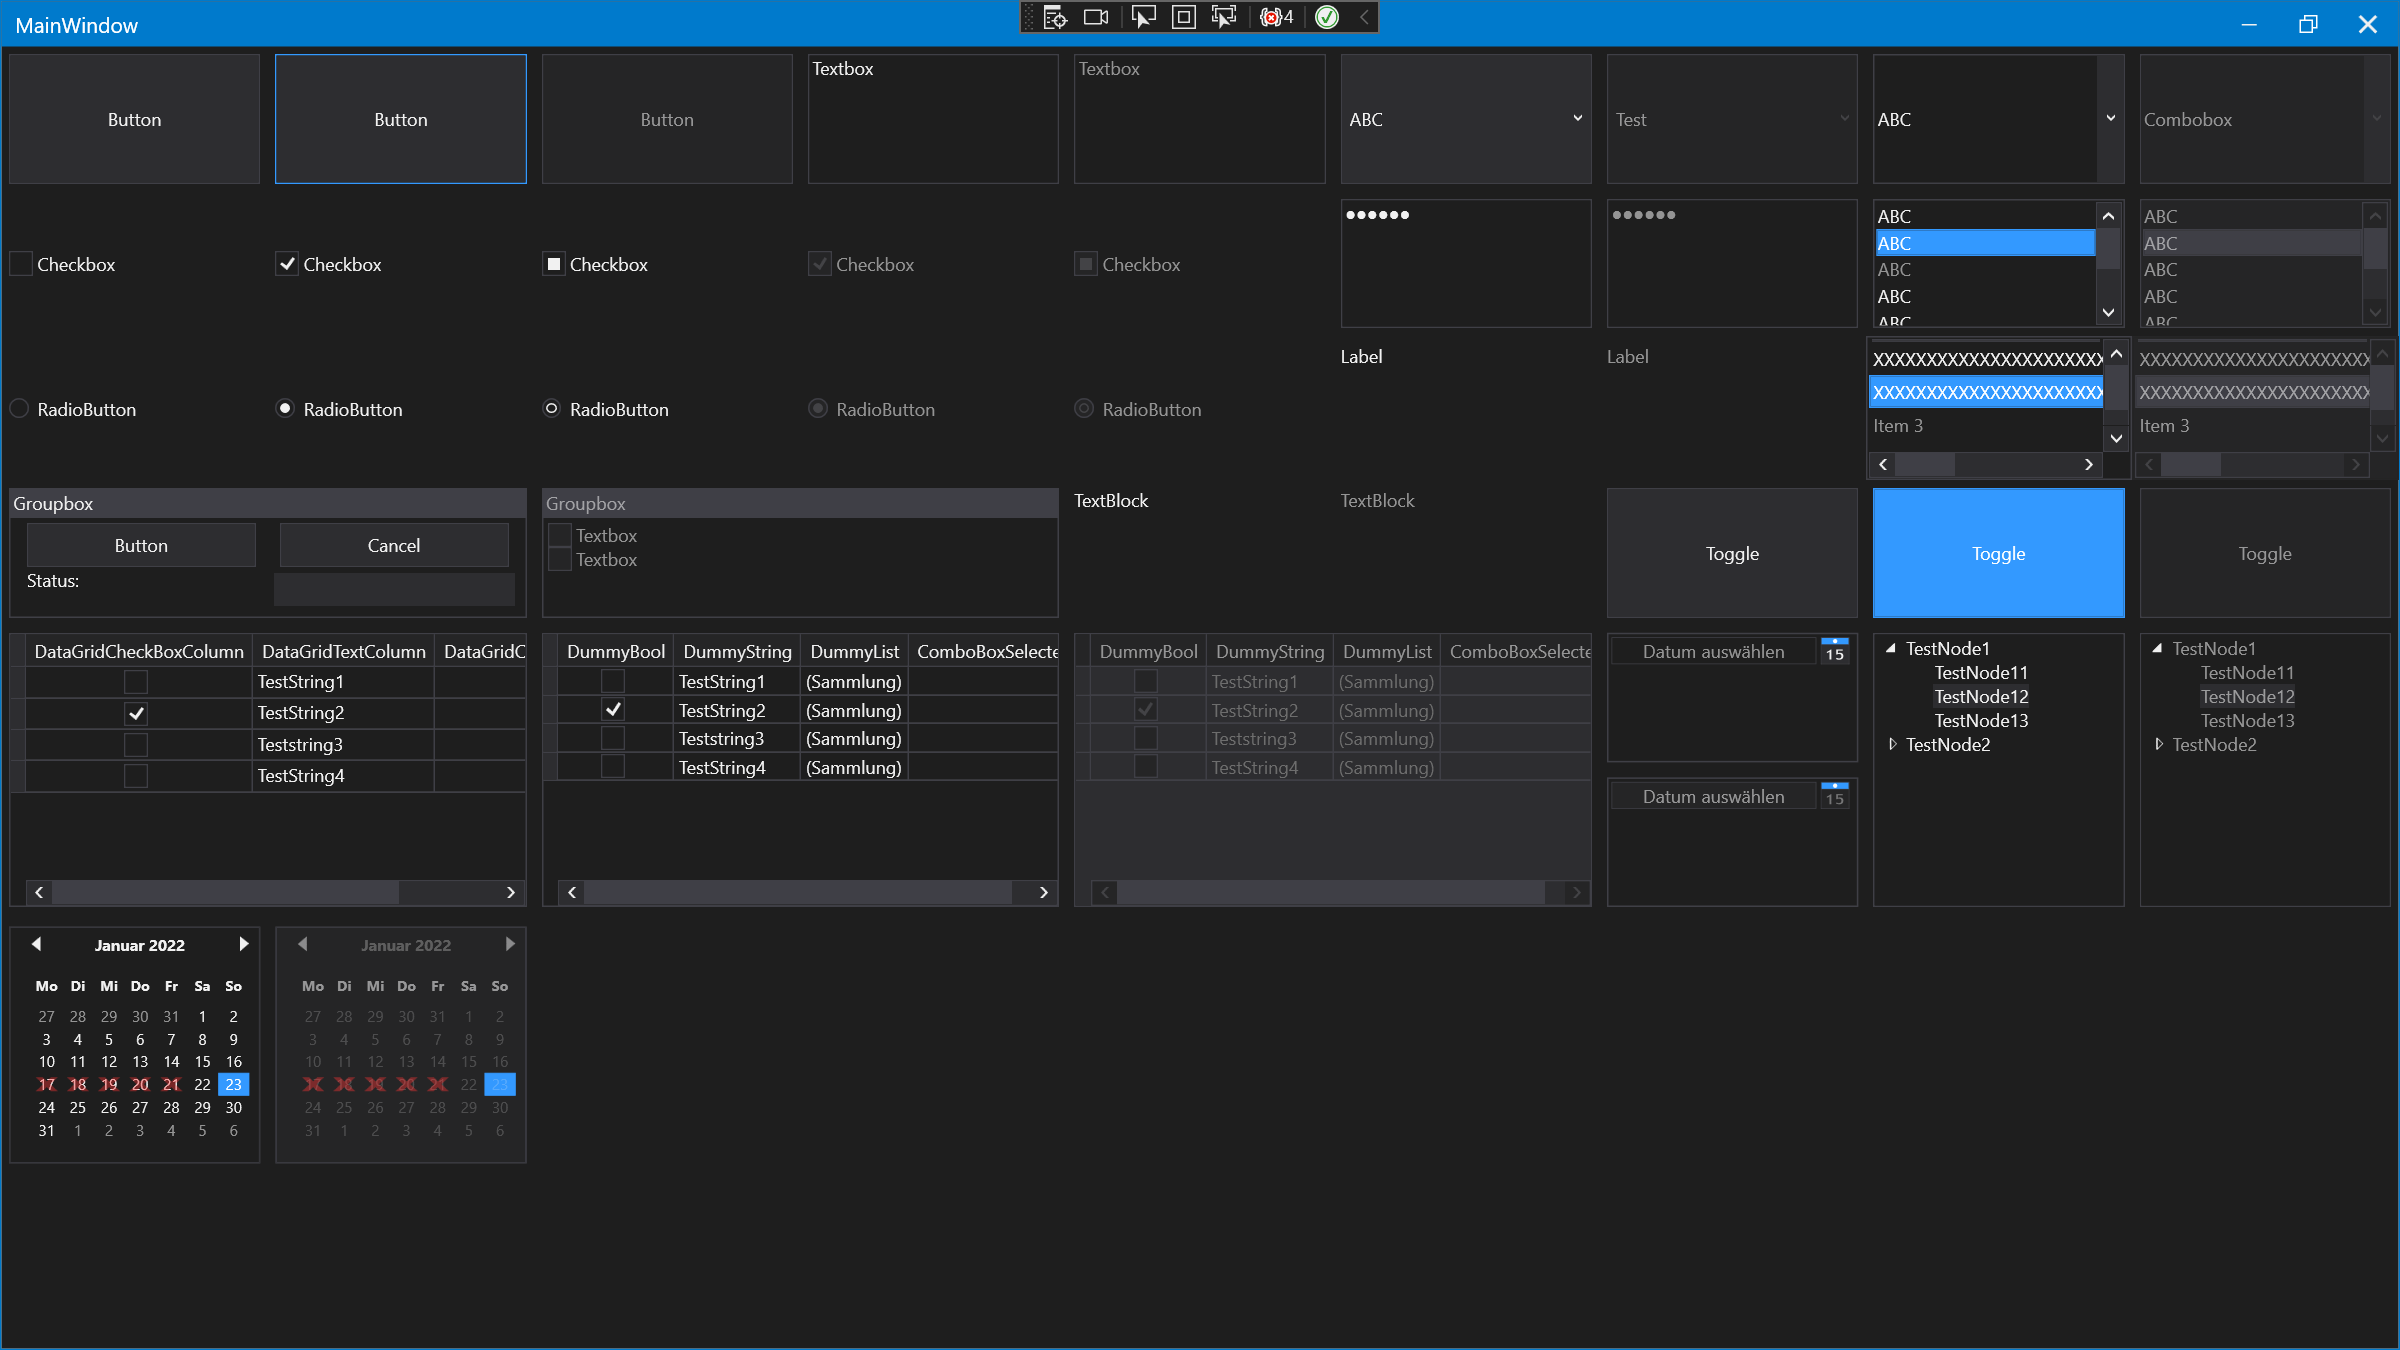 MainWindow
4
Button Button Button Textbox Textbox ABC Test ABC Combobox
Checkbox Checkbox Checkbox Checkbox Checkbox
ABC ABC
ABC ABC
ABC ABC
ABC ABC
ABC ABC
RadioButton RadioButton RadioButton RadioButton RadioButton
Label Label
Item 3 Item 3
Groupbox
Button Cancel
Status:
Groupbox
Textbox
Textbox
TextBlock TextBlock
Toggle Toggle Toggle
DataGridCheckBoxColumn DataGridTextColumn DataGridC
TestString1
TestString2
Teststring3
TestString4
DummyBool DummyString DummyList ComboBoxSelecte
TestString1 (Sammlung)
TestString2 (Sammlung)
Teststring3 (Sammlung)
TestString4 (Sammlung)
DummyBool DummyString DummyList ComboBoxSelecte
TestString1 (Sammlung)
TestString2 (Sammlung)
Teststring3 (Sammlung)
TestString4 (Sammlung)
Datum auswählen 15
Datum auswählen 15
TestNode1
TestNode11
TestNode12
TestNode13
TestNode2
TestNode1
TestNode11
TestNode12
TestNode13
TestNode2
Januar 2022
Mo Di Mi Do Fr Sa So
27 28 29 30 31 1 2
3 4 5 6 7 8 9
10 11 12 13 14 15 16
17 18 19 20 21 22 23
24 25 26 27 28 29 30
31 1 2 3 4 5 6
Januar 2022
Mo Di Mi Do Fr Sa So
27 28 29 30 31 1 2
3 4 5 6 7 8 9
10 11 12 13 14 15 16
17 18 19 20 21 22 23
24 25 26 27 28 29 30
31 1 2 3 4 5 6